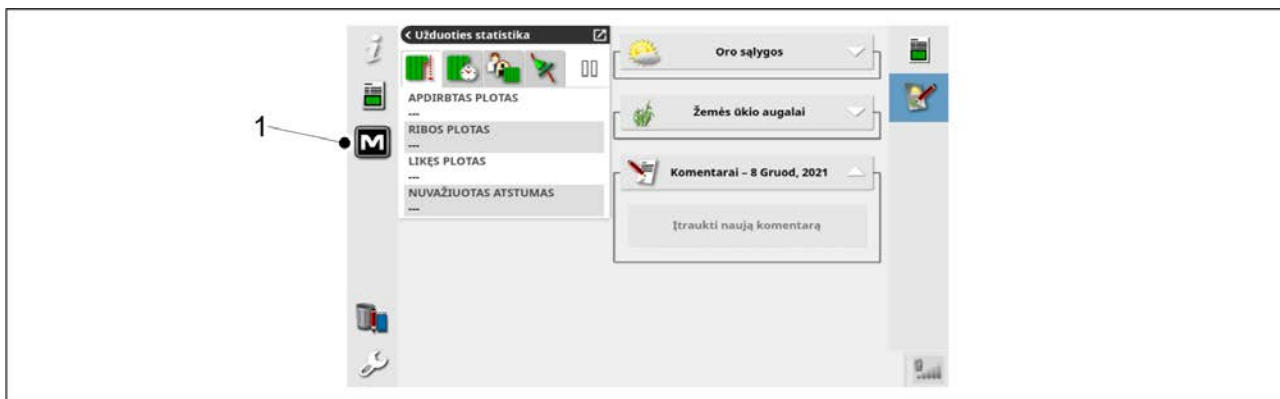 1
M
Užduoties statistika
APDIRBTAS PLOTAS
---
RIBOS PLOTAS
---
LIKĘS PLOTAS
---
NUVAŽIUOTAS ATSTUMAS
---
Oro sąlygos
Žemės ūkio augalai
Komentarai – 8 Gruod, 2021
Įtraukti naują komentarą